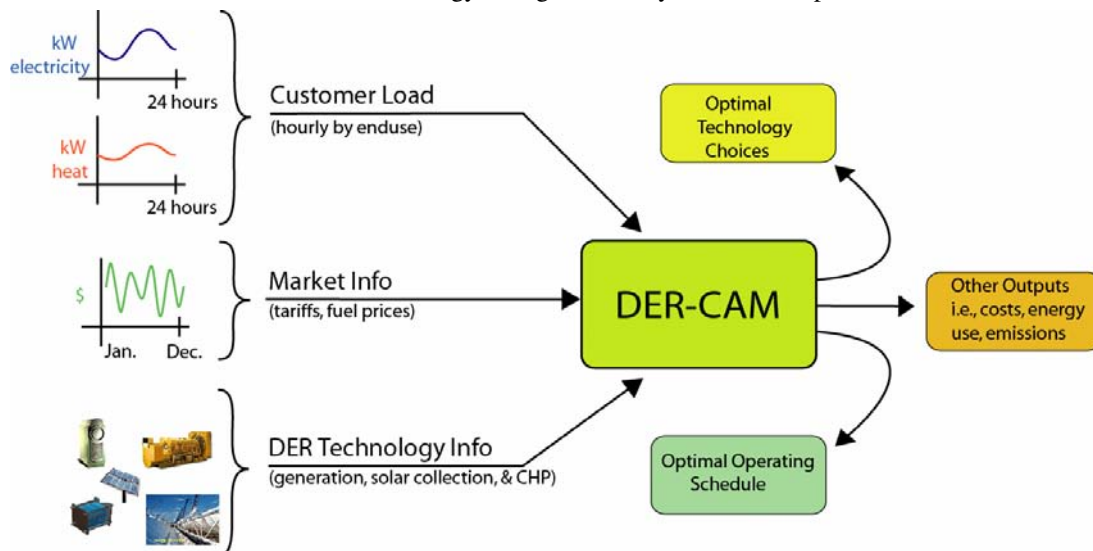 kW
electricity
24 hours
kW
heat
24 hours
Customer Load
(hourly by enduse)
$
Jan.
Dec.
Market Info
(tariffs, fuel prices)
DER Technology Info
(generation, solar collection, & CHP)
DER-CAM
Optimal
Technology
Choices
Other Outputs
i.e., costs, energy
use, emissions
Optimal Operating
Schedule